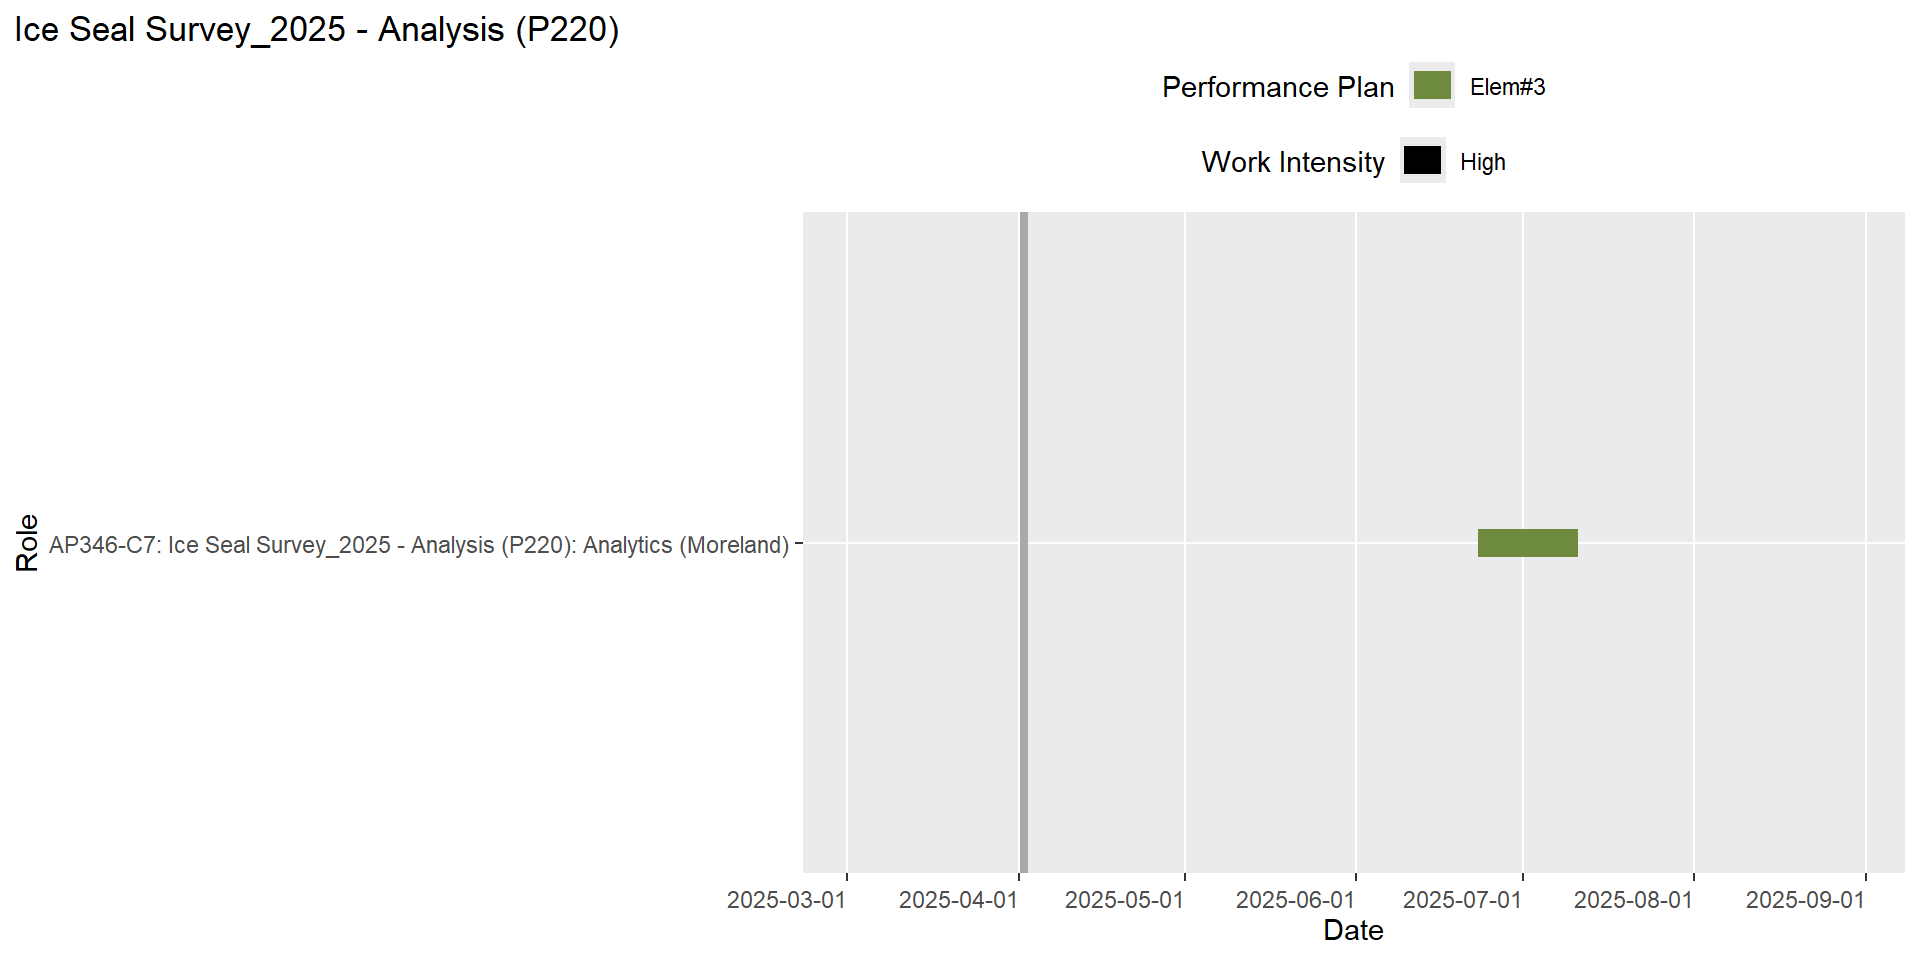 Ice Seal Survey_2025 - Analysis (P220)
Performance Plan Elem#3
Work Intensity High
Role
AP346-C7: Ice Seal Survey_2025 - Analysis (P220): Analytics (Moreland)
2025-03-01 2025-04-01 2025-05-01 2025-06-01 2025-07-01 2025-08-01 2025-09-01
Date